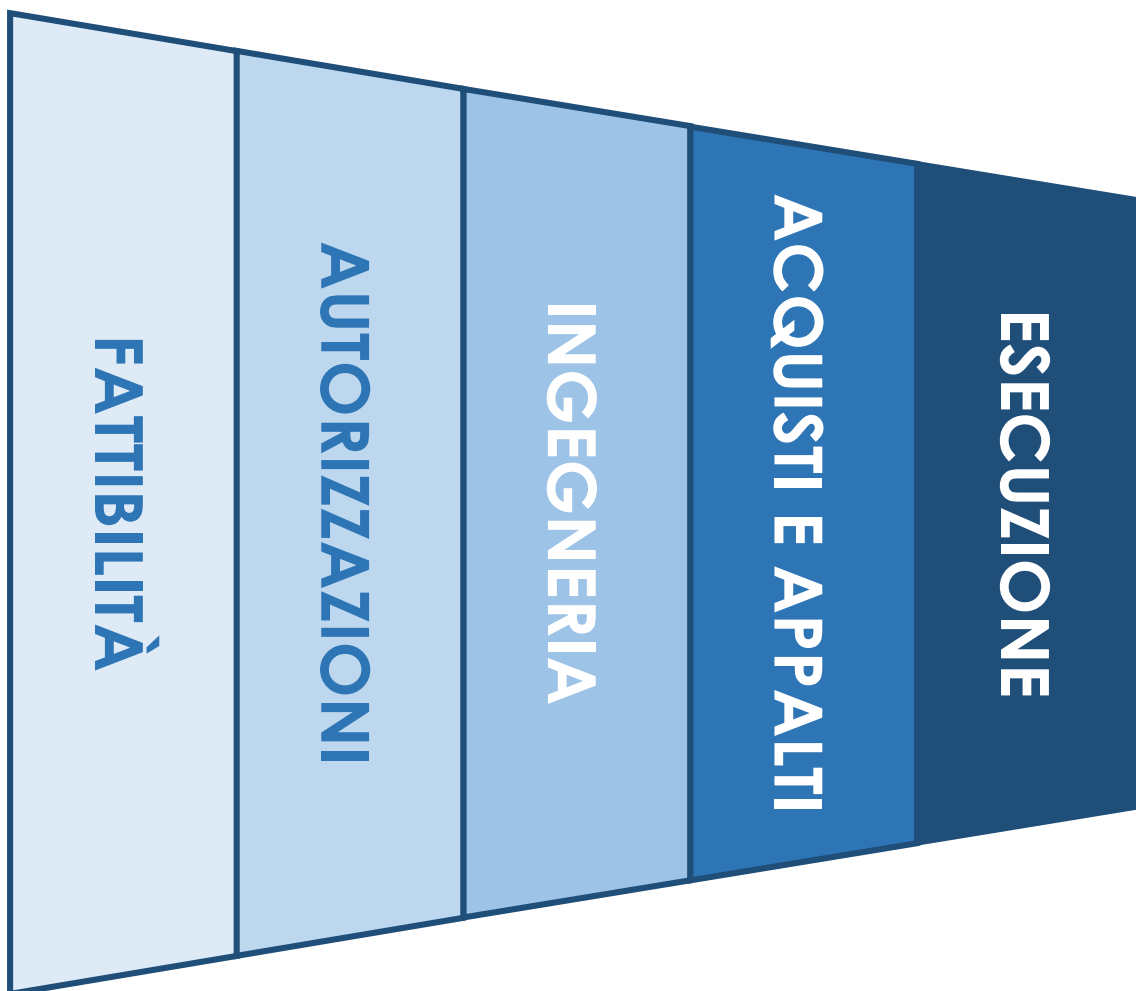 FATTIBILITÀ
AUTORIZZAZIONI
INGEGNERIA
ACQUISTI E APPALTI
ESECUZIONE